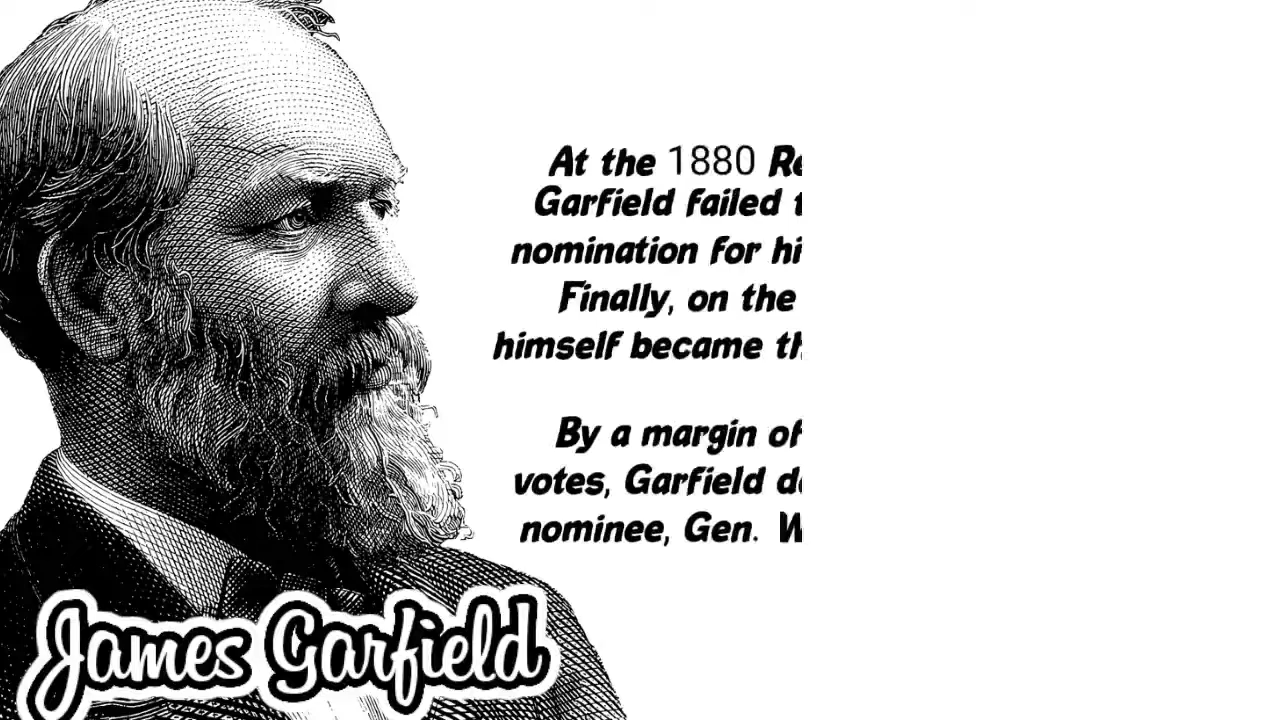 At the 1880 Re
Garfield failed t
nomination for hi
Finally, on the
himself became th
By a margin of
votes, Garfield d
nominee, Gen. W
James Garfield